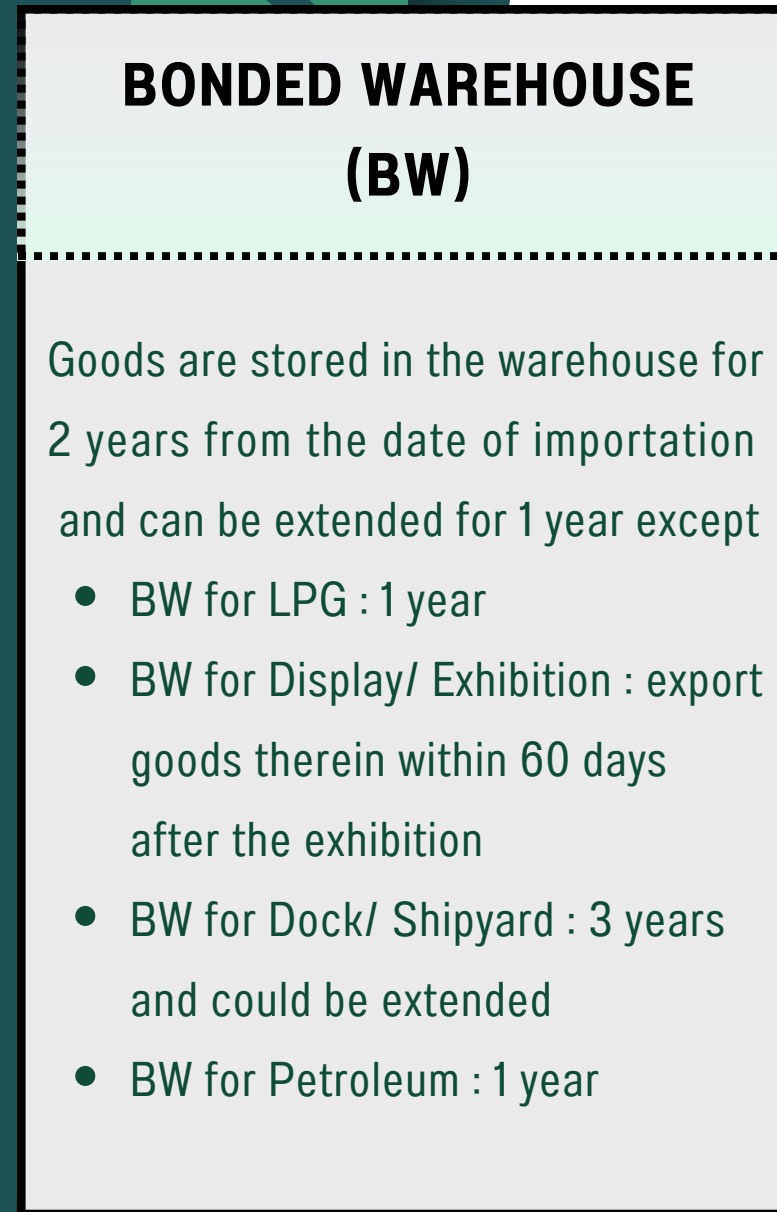 BONDED WAREHOUSE
(BW)
Goods are stored in the warehouse for
2 years from the date of importation
and can be extended for 1 year except
• BW for LPG : 1 year
• BW for Display/ Exhibition : export
goods therein within 60 days
after the exhibition
• BW for Dock/ Shipyard : 3 years
and could be extended
• BW for Petroleum : 1 year